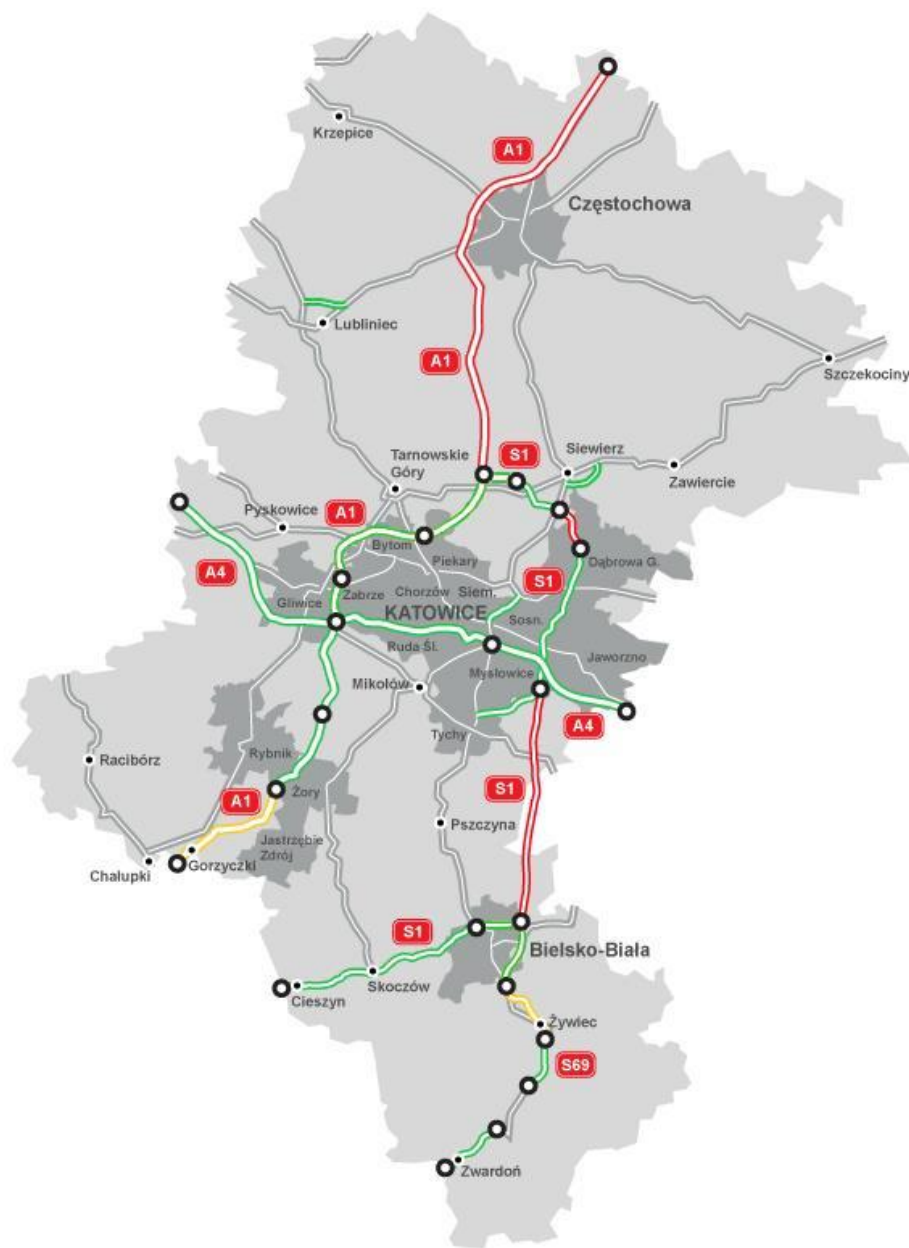 Krzepice
A1
Częstochowa
Lubliniec
A1
Szczekociny
Tarnowskie
Góry
S1
Siewierz
Zawiercie
Pyskowice
A1
Bytom
Piekary
Dąbrowa G.
A4
S1
Gliwice
Zabrze
Chorzów
Siem.
KATOWICE
Sosn.
Ruda Śl.
Jaworzno
Mysłowice
Mikołów
A4
Tychy
Rybnik
Racibórz
Żory
S1
A1
Pszczyna
Jastrzębie
Zdrój
Gorzyczki
Chałupki
S1
Bielsko-Biała
Skoczów
Cieszyn
Żywiec
S69
Zwardoń